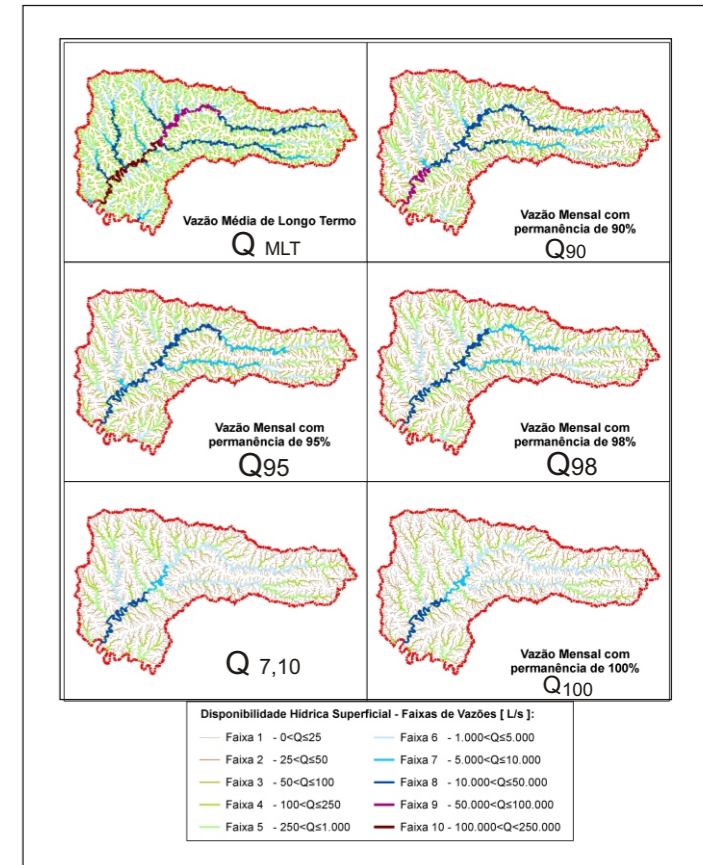 Vazão Média de Longo Termo
Q MLT
Vazão Mensal com
permanência de 90%
Q90
Vazão Mensal com
permanência de 95%
Q95
Vazão Mensal com
permanência de 98%
Q98
Q 7,10
Vazão Mensal com
permanência de 100%
Q100
Disponibilidade Hídrica Superficial - Faixas de Vazões [ L/s ]:
Faixa 1 - 0<Q≤25
Faixa 2 - 25<Q≤50
Faixa 3 - 50<Q≤100
Faixa 4 - 100<Q≤250
Faixa 5 - 250<Q≤1.000
Faixa 6 - 1.000<Q≤5.000
Faixa 7 - 5.000<Q≤10.000
Faixa 8 - 10.000<Q≤50.000
Faixa 9 - 50.000<Q≤100.000
Faixa 10 - 100.000<Q<250.000